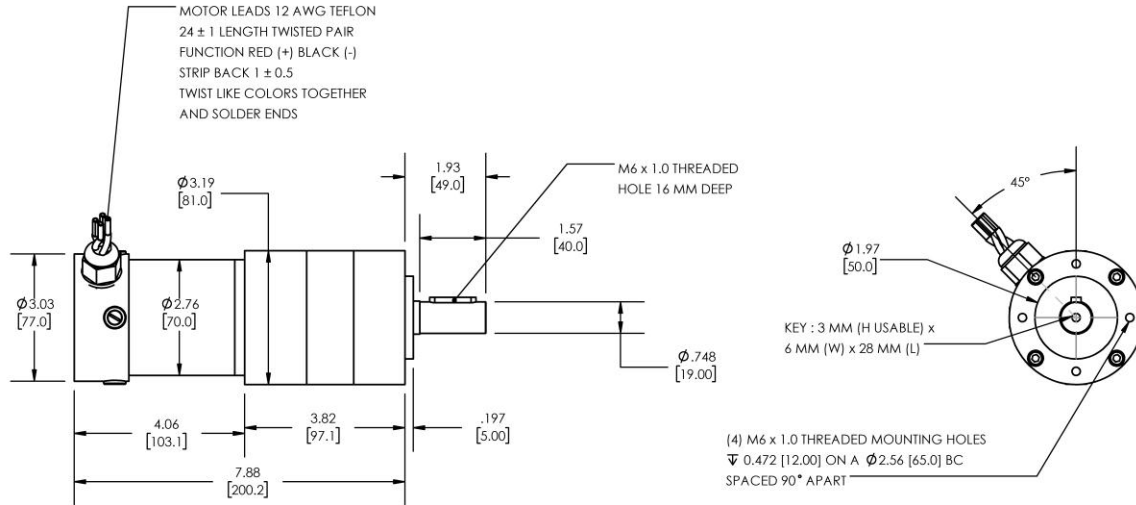 MOTOR LEADS 12 AWG TEFLON
24 ± 1 LENGTH TWISTED PAIR
FUNCTION RED (+) BLACK (-)
STRIP BACK 1 ± 0.5
TWIST LIKE COLORS TOGETHER
AND SOLDER ENDS
1.93
[49.0]
M6 x 1.0 THREADED
HOLE 16 MM DEEP
Ø3.19
[81.0]
45°
1.57
[40.0]
Ø1.97
[50.0]
Ø3.03
[77.0]
Ø2.76
[70.0]
KEY : 3 MM (H USABLE) x
6 MM (W) x 28 MM (L)
Ø.748
[19.00]
4.06
[103.1]
3.82
[97.1]
.197
[5.00]
(4) M6 x 1.0 THREADED MOUNTING HOLES
↧ 0.472 [12.00] ON A Ø2.56 [65.0] BC
SPACED 90° APART
7.88
[200.2]